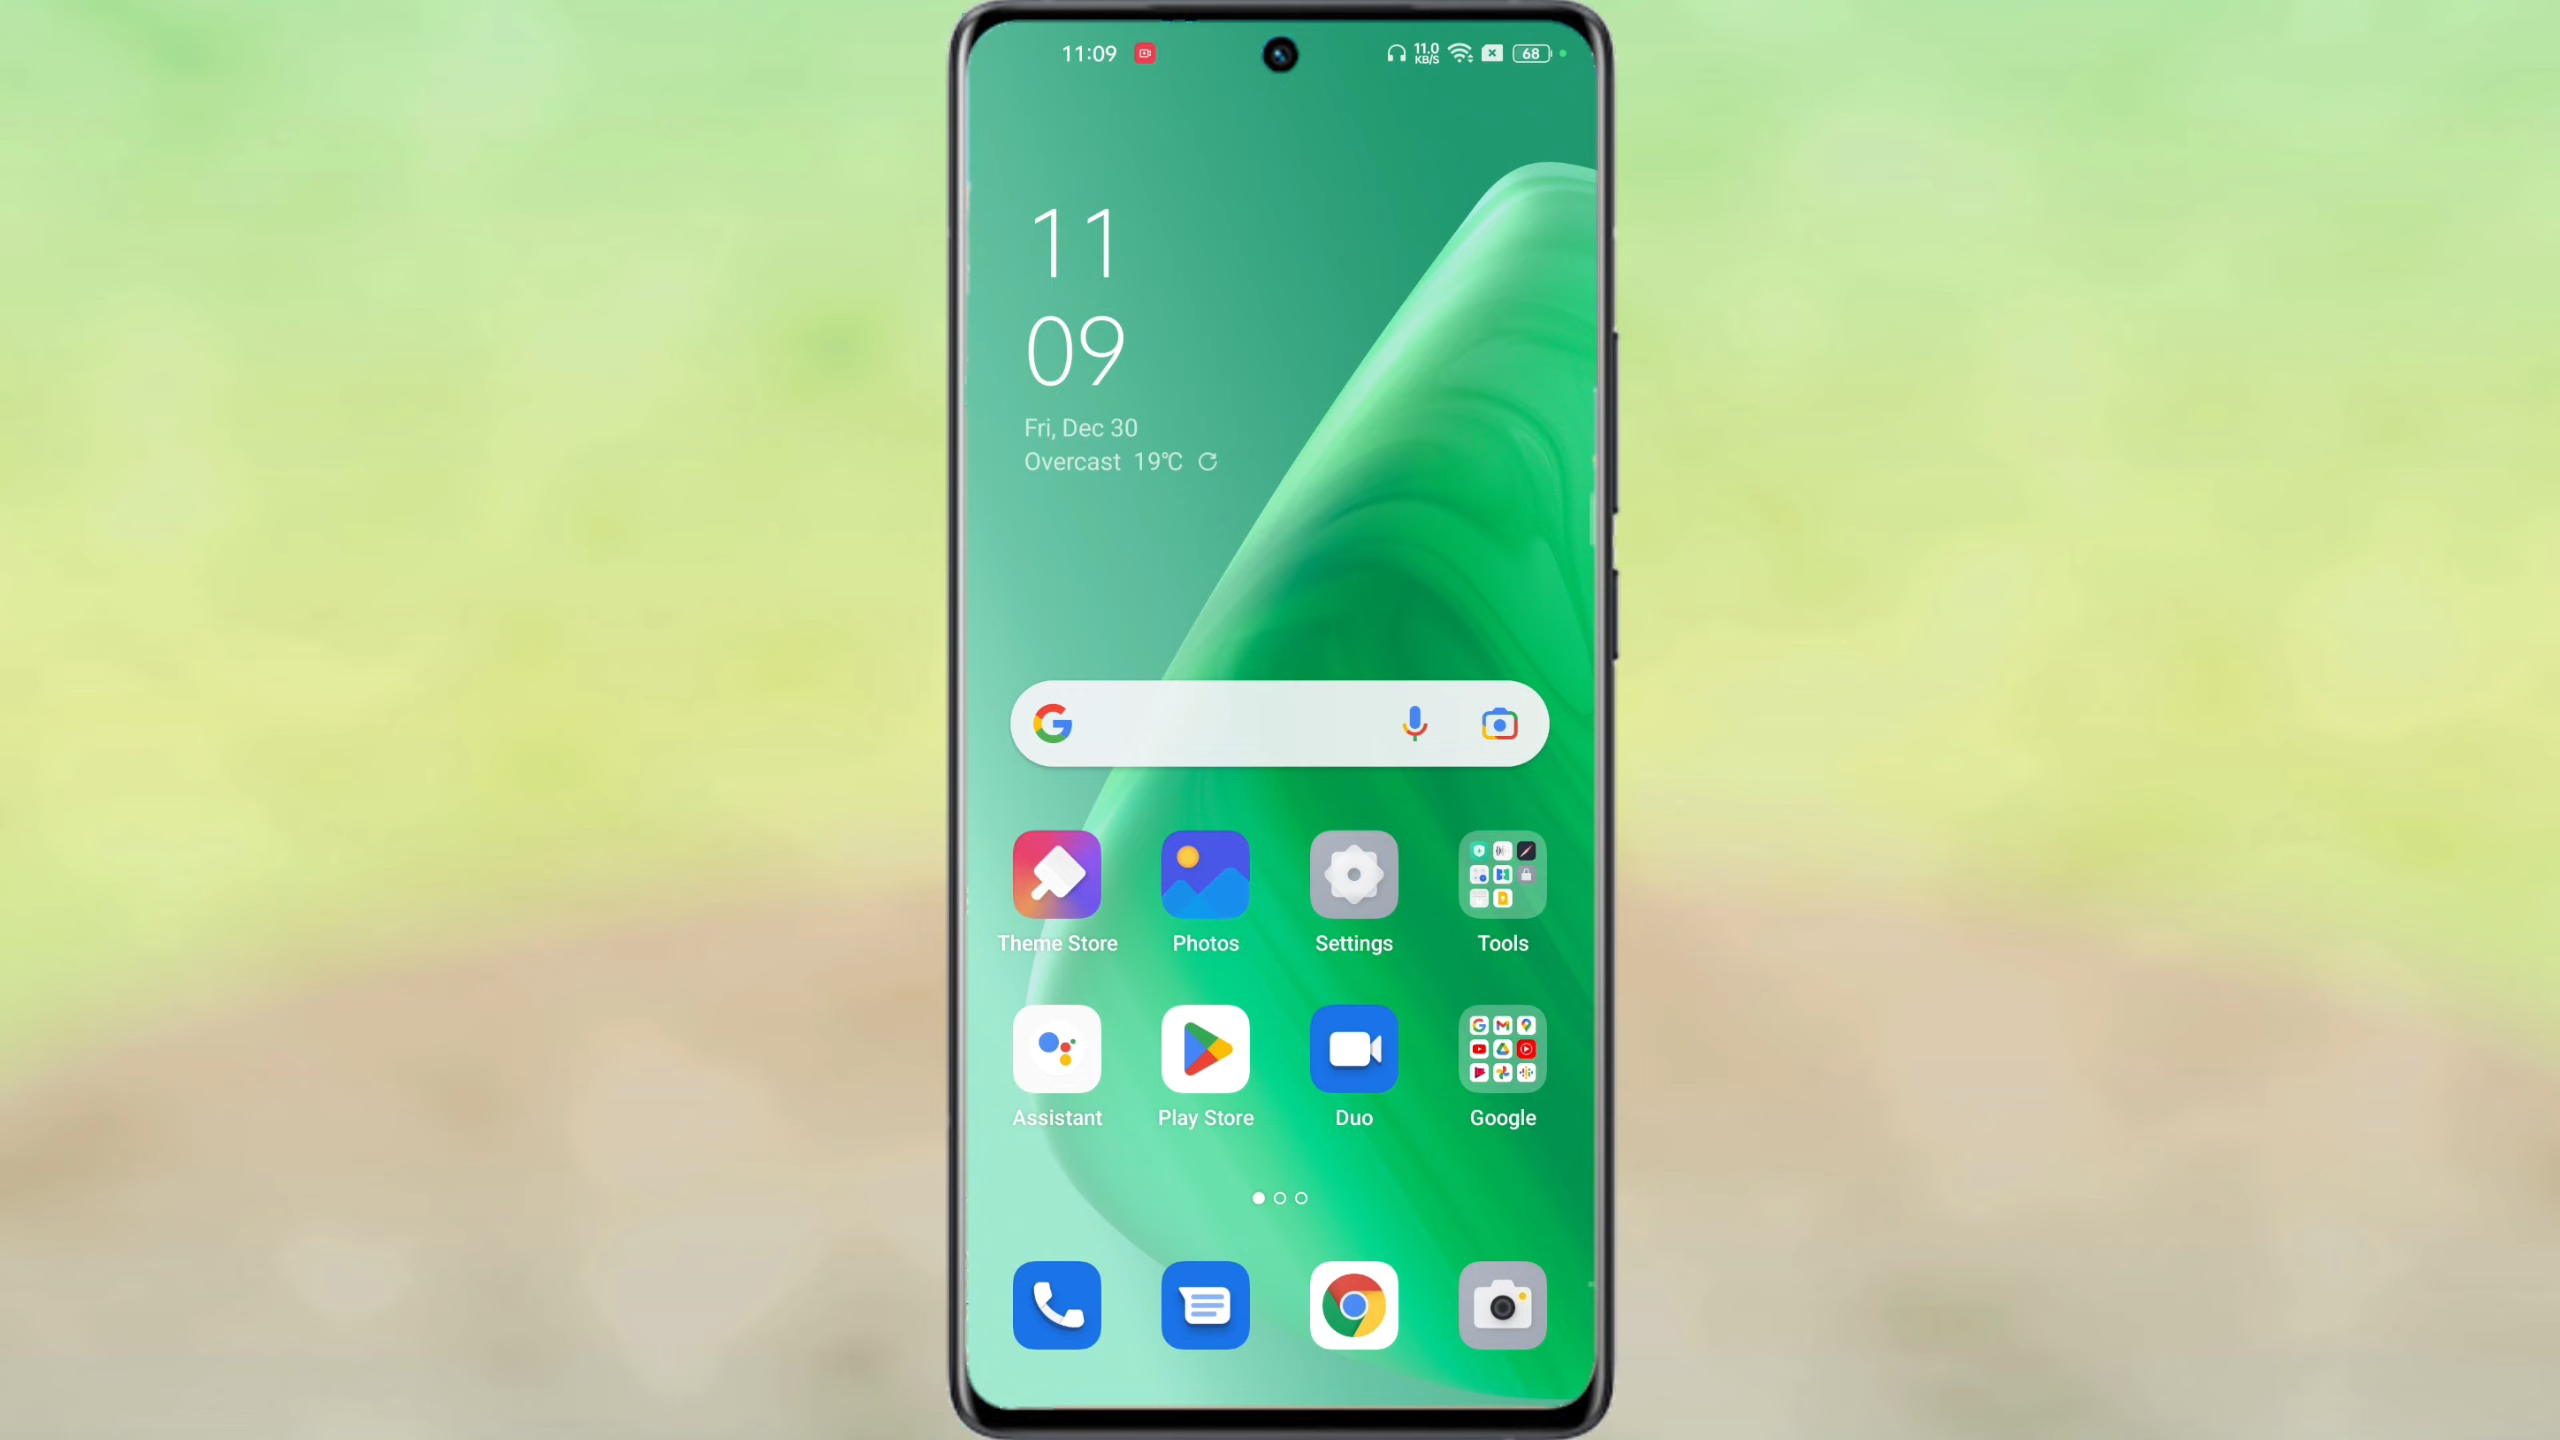 11:09
11.0
KB/S
68
11
09
Fri, Dec 30
Overcast 19℃
Theme Store
Photos
Settings
Tools
Assistant
Play Store
Duo
Google